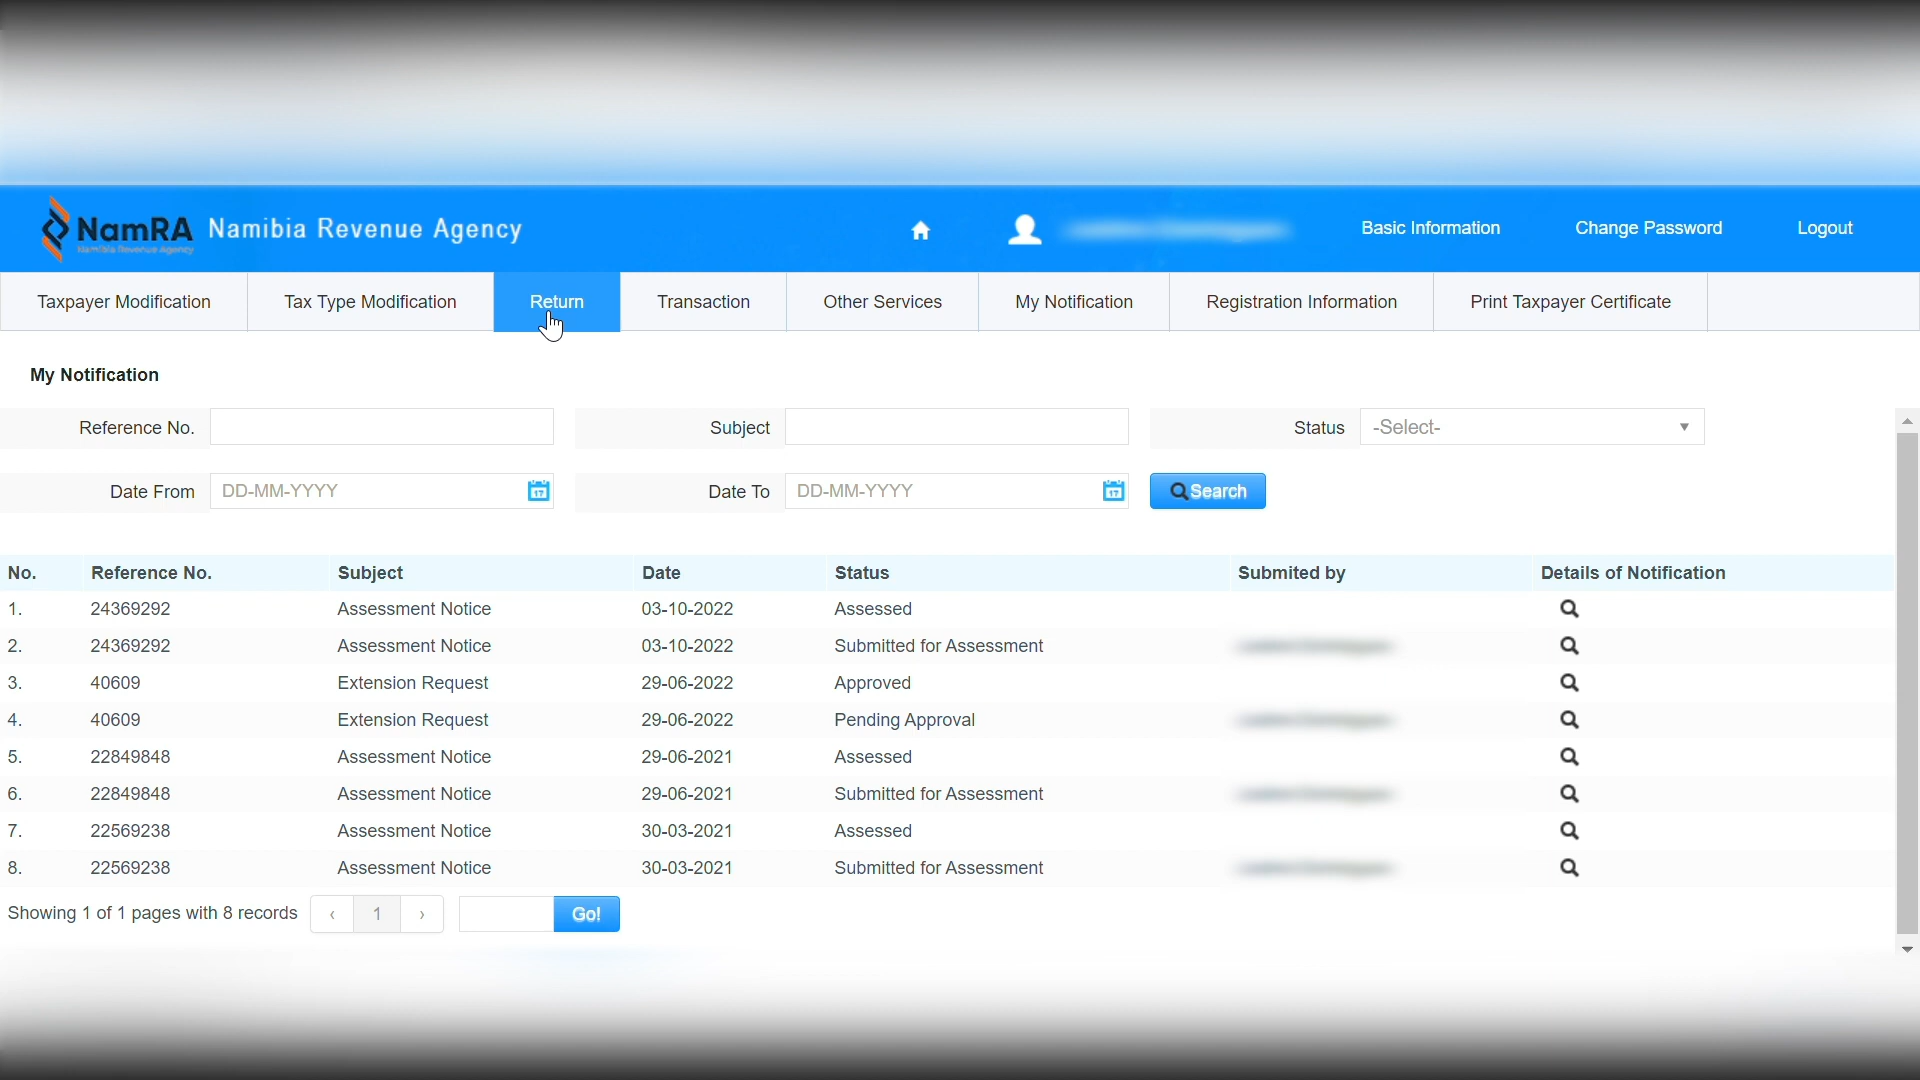 NamRA Namibia Revenue Agency Basic Information Change Password Logout
Namibia Revenue Agency
Taxpayer Modification Tax Type Modification Return Transaction Other Services My Notification Registration Information Print Taxpayer Certificate
My Notification
Reference No. Subject Status -Select-
Date From DD-MM-YYYY 17 Date To DD-MM-YYYY 17 Search
No. Reference No. Subject Date Status Submited by Details of Notification
1. 24369292 Assessment Notice 03-10-2022 Assessed
2. 24369292 Assessment Notice 03-10-2022 Submitted for Assessment
3. 40609 Extension Request 29-06-2022 Approved
4. 40609 Extension Request 29-06-2022 Pending Approval
5. 22849848 Assessment Notice 29-06-2021 Assessed
6. 22849848 Assessment Notice 29-06-2021 Submitted for Assessment
7. 22569238 Assessment Notice 30-03-2021 Assessed
8. 22569238 Assessment Notice 30-03-2021 Submitted for Assessment
Showing 1 of 1 pages with 8 records ‹ 1 › Go!